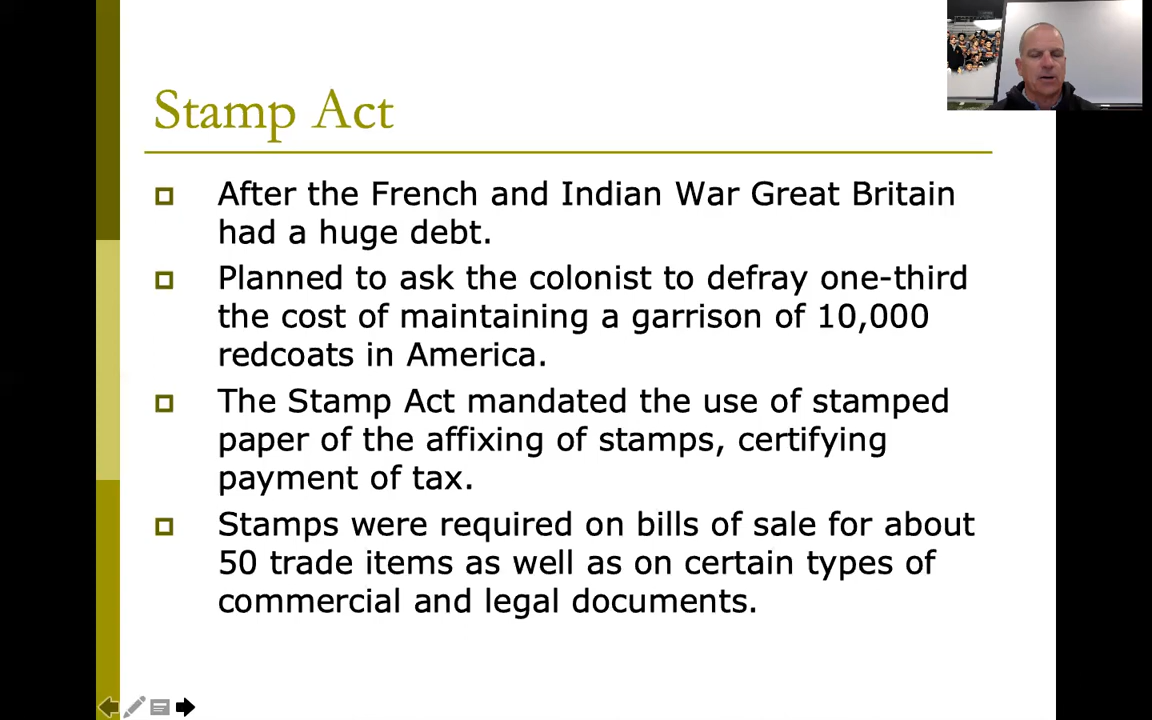 Stamp Act
After the French and Indian War Great Britain
had a huge debt.
Planned to ask the colonist to defray one-third
the cost of maintaining a garrison of 10,000
redcoats in America.
The Stamp Act mandated the use of stamped
paper of the affixing of stamps, certifying
payment of tax.
Stamps were required on bills of sale for about
50 trade items as well as on certain types of
commercial and legal documents.